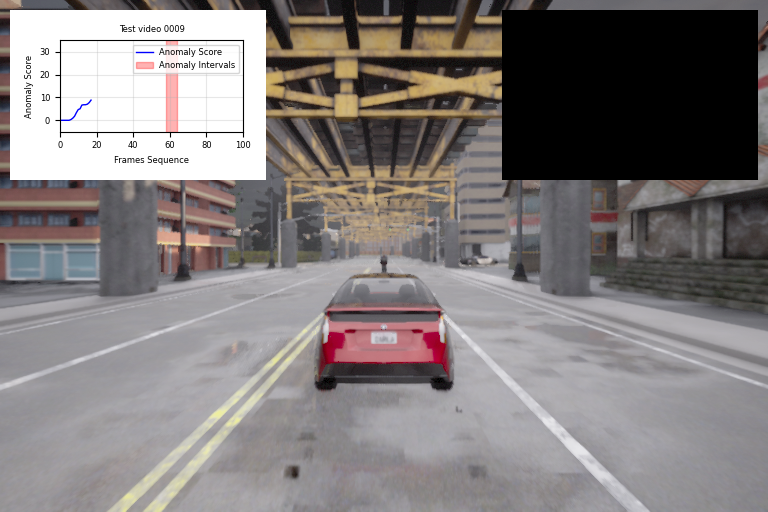 Test video 0009
Anomaly Score
30
20
10
0
Anomaly Score
Anomaly Intervals
0 20 40 60 80 100
Frames Sequence